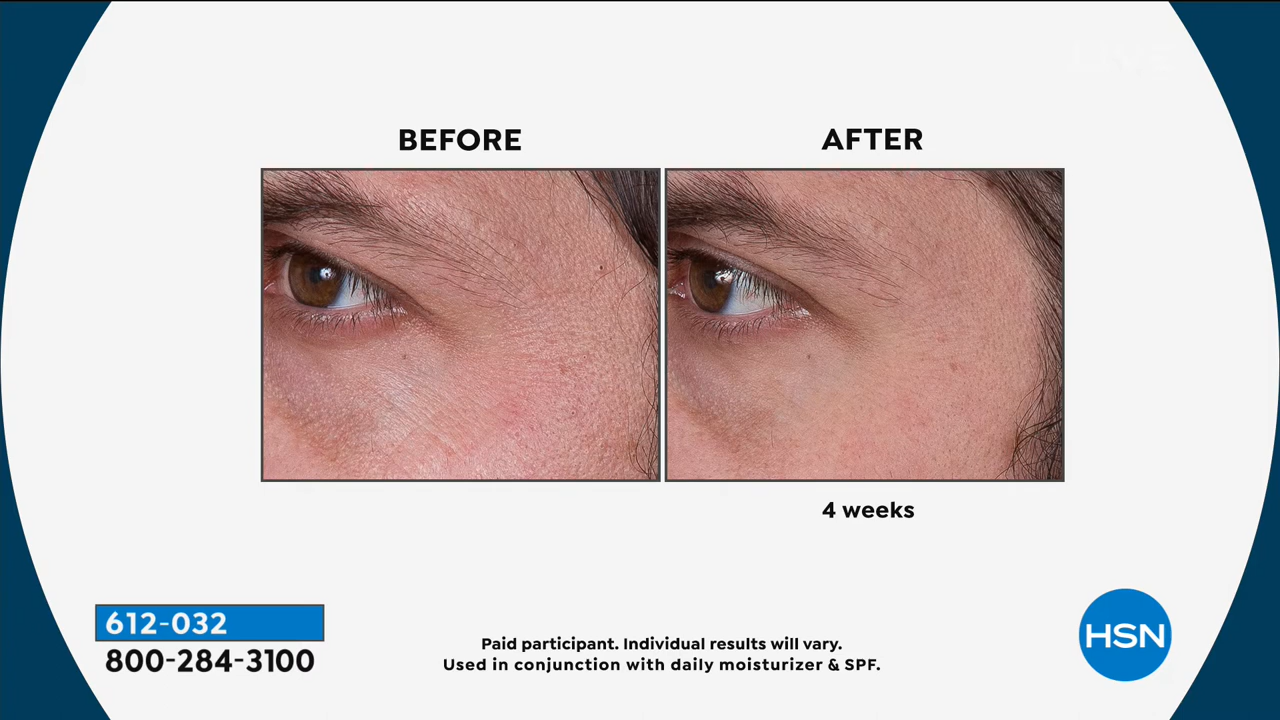 LIVE
BEFORE
AFTER
4 weeks
612-032
800-284-3100
Paid participant. Individual results will vary.
Used in conjunction with daily moisturizer & SPF.
HSN